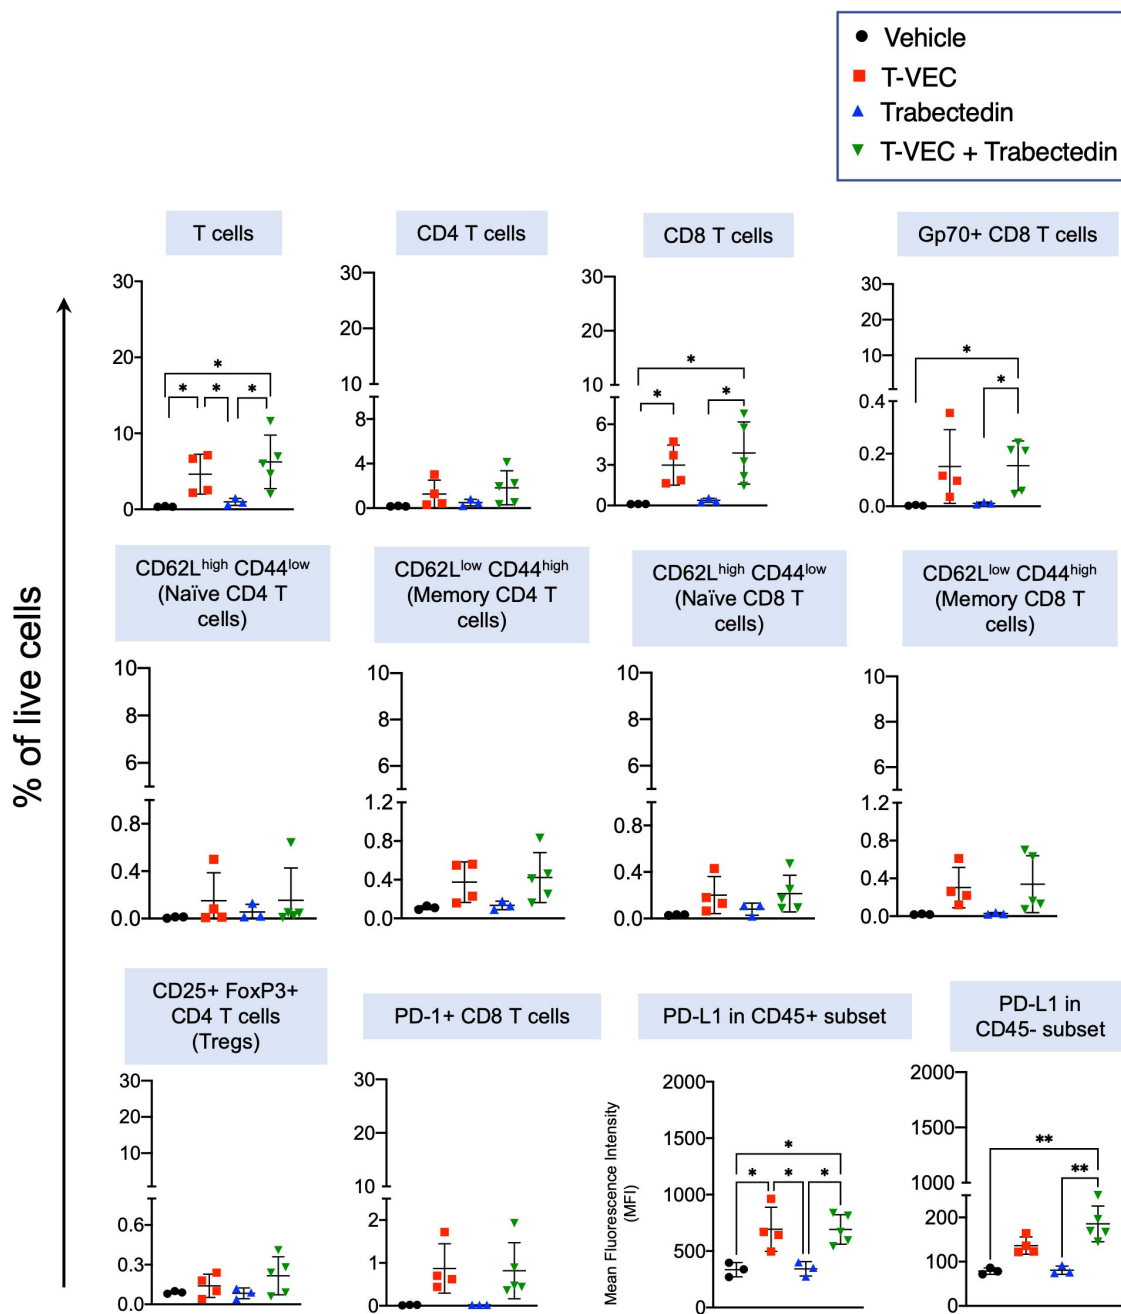 Vehicle
T-VEC
Trabectedin
T-VEC + Trabectedin
% of live cells
T cells
CD4 T cells
CD8 T cells
Gp70+ CD8 T cells
30
20
10
0
*
*
*
*
30
20
10
8
4
0
30
20
10
6
3
0
*
*
*
30
20
10
0.4
0.2
0.0
*
*
CD62Lhigh CD44low
(Naïve CD4 T
cells)
CD62Llow CD44high
(Memory CD4 T
cells)
CD62Lhigh CD44low
(Naïve CD8 T
cells)
CD62Llow CD44high
(Memory CD8 T
cells)
10
8
6
0.8
0.4
0.0
10
8
6
1.2
0.8
0.4
0.0
10
8
6
0.8
0.4
0.0
10
8
6
1.2
0.8
0.4
0.0
CD25+ FoxP3+
CD4 T cells
(Tregs)
PD-1+ CD8 T cells
PD-L1 in CD45+ subset
PD-L1 in
CD45- subset
30
20
10
0.6
0.3
0.0
30
20
10
2
1
0
Mean Fluorescence Intensity
(MFI)
2000
1500
1000
500
0
*
*
*
*
2000
1500
1000
200
100
0
**
**